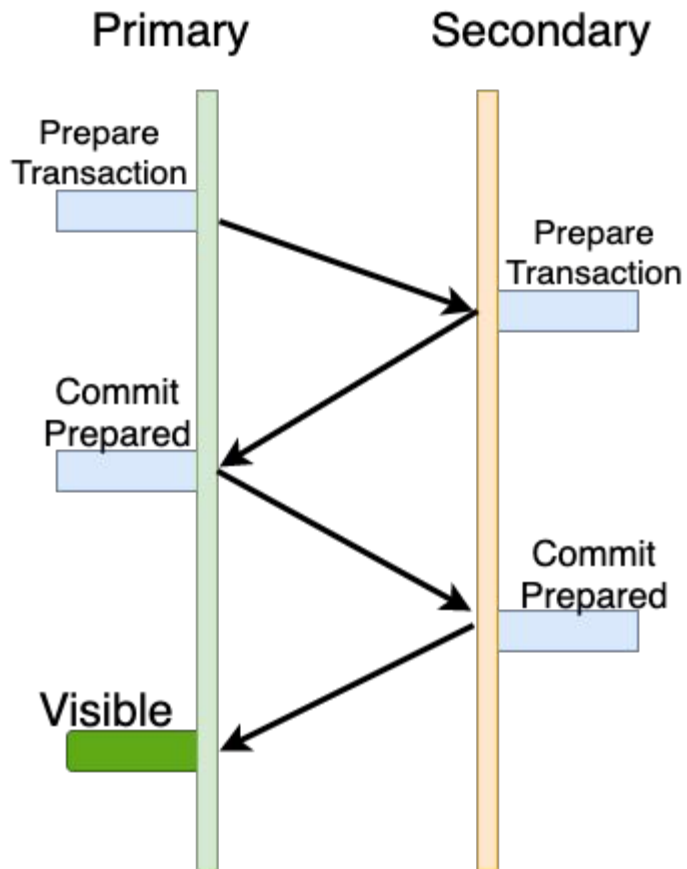 Primary
Secondary
Prepare
Transaction
Prepare
Transaction
Commit
Prepared
Commit
Prepared
Visible